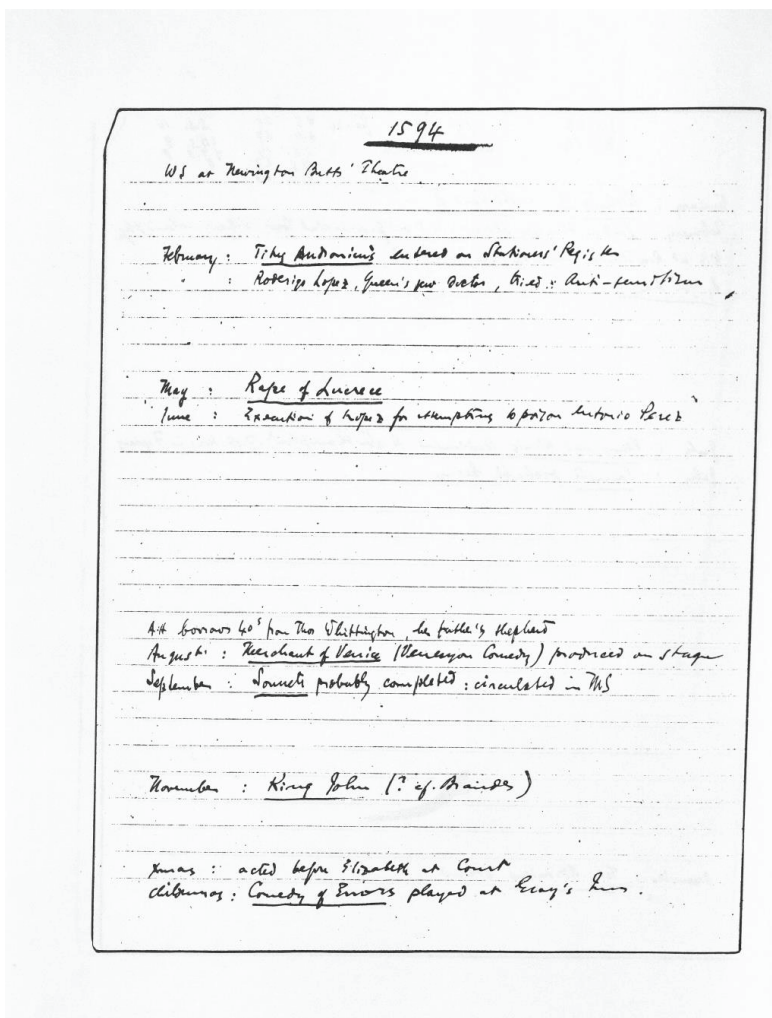 1594
WS at Newington Butts' Theatre
February : Titus Andronicus entered on Stationers' Register
" : Roderigo Lopez, Queen's Jew Doctor, tried : Anti-semitism
May : Rape of Lucrece
June : Execution of Lopez for attempting to poison Antonio Perez
AH borrows 40s from Thos Whittington, her father's shepherd
August : Merchant of Venice (Venesyon Comedy) produced on stage
September : Sonnets probably completed : circulated in MS
November : King John (? cf. Brandes)
Xmas : acted before Elizabeth at Court
: Comedy of Errors played at Gray's Inn.